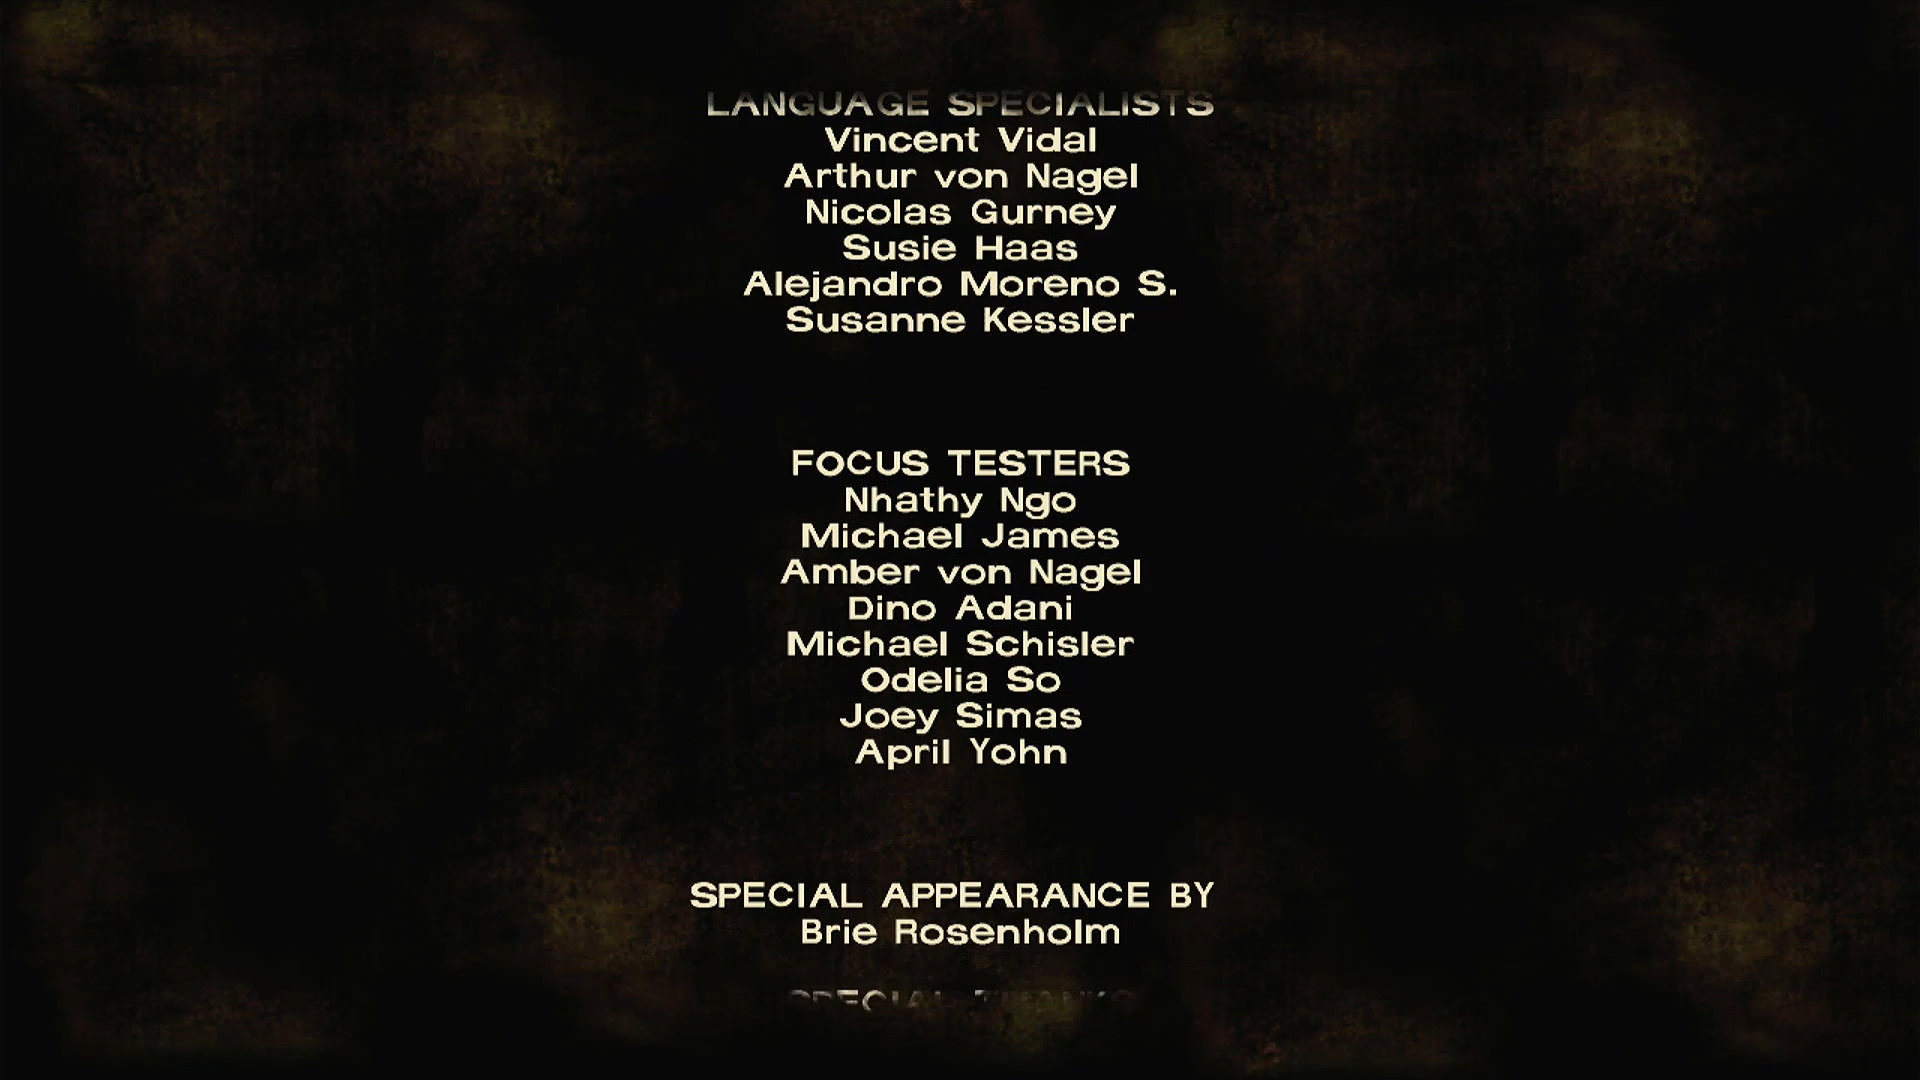 LANGUAGE SPECIALISTS
Vincent Vidal
Arthur von Nagel
Nicolas Gurney
Susie Haas
Alejandro Moreno S.
Susanne Kessler
FOCUS TESTERS
Nhathy Ngo
Michael James
Amber von Nagel
Dino Adani
Michael Schisler
Odelia So
Joey Simas
April Yohn
SPECIAL APPEARANCE BY
Brie Rosenholm
SPECIAL THANKS